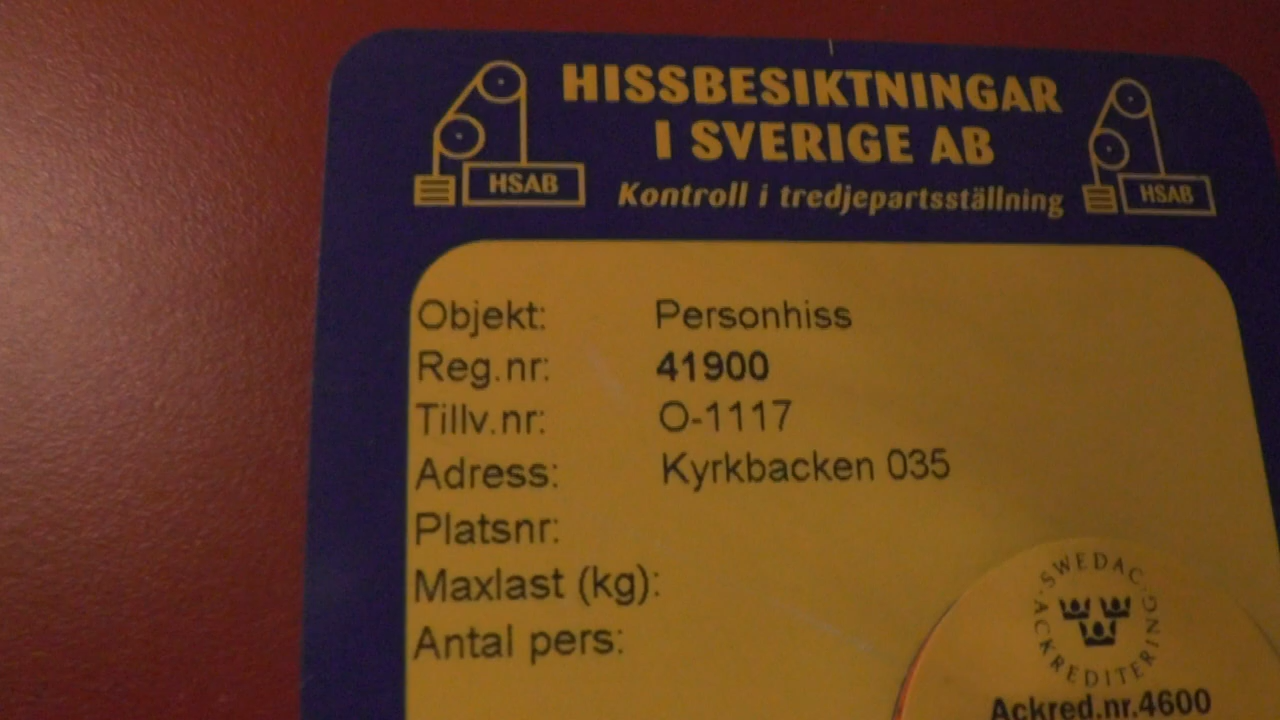 HISSBESIKTNINGAR
I SVERIGE AB
Kontroll i tredjepartsställning
HSAB
HSAB
Objekt: Personhiss
Reg.nr: 41900
Tillv.nr: O-1117
Adress: Kyrkbacken 035
Platsnr:
Maxlast (kg):
Antal pers:
SWEDAC ACKREDITERING
Ackred.nr.4600